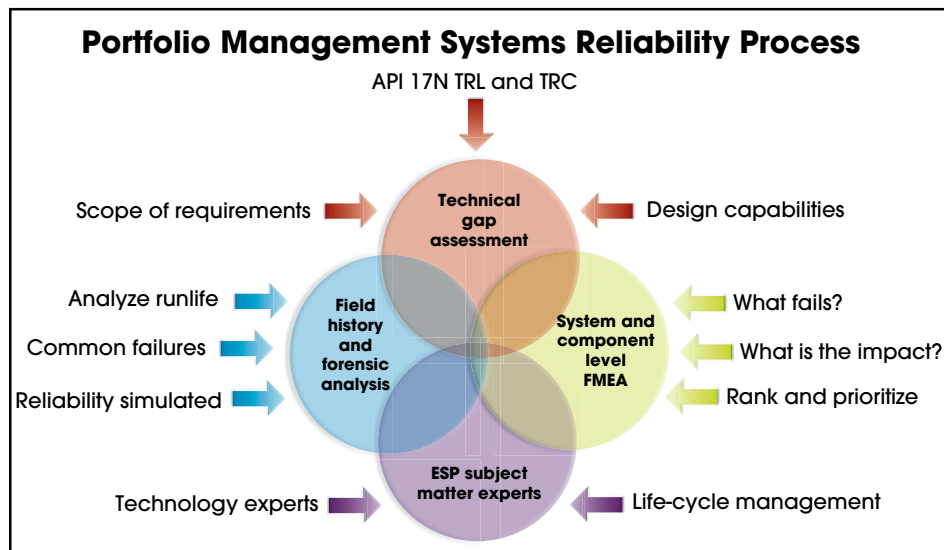 Portfolio Management Systems Reliability Process
API 17N TRL and TRC
Scope of requirements
Technical
gap
assessment
Design capabilities
Analyze runlife
Common failures
Reliability simulated
Field
history
and
forensic
analysis
System and
component
level
FMEA
What fails?
What is the impact?
Rank and prioritize
Technology experts
ESP subject
matter experts
Life-cycle management